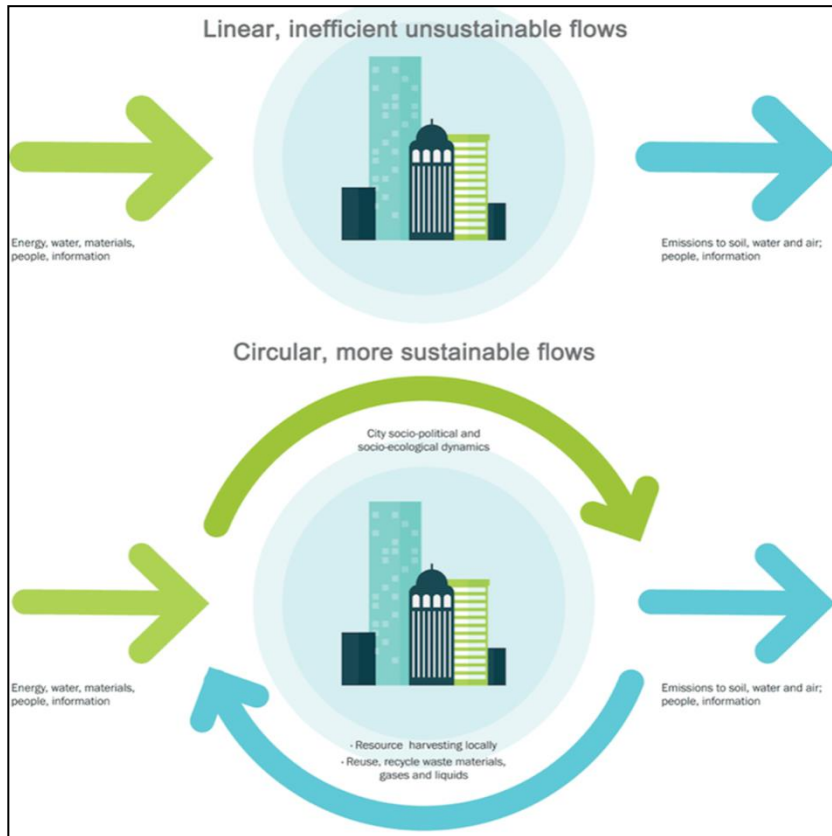 Linear, inefficient unsustainable flows
Energy, water, materials,
people, information
Emissions to soil, water and air;
people, information
Circular, more sustainable flows
City socio-political and
socio-ecological dynamics
Energy, water, materials,
people, information
Emissions to soil, water and air;
people, information
· Resource harvesting locally
· Reuse, recycle waste materials,
gases and liquids